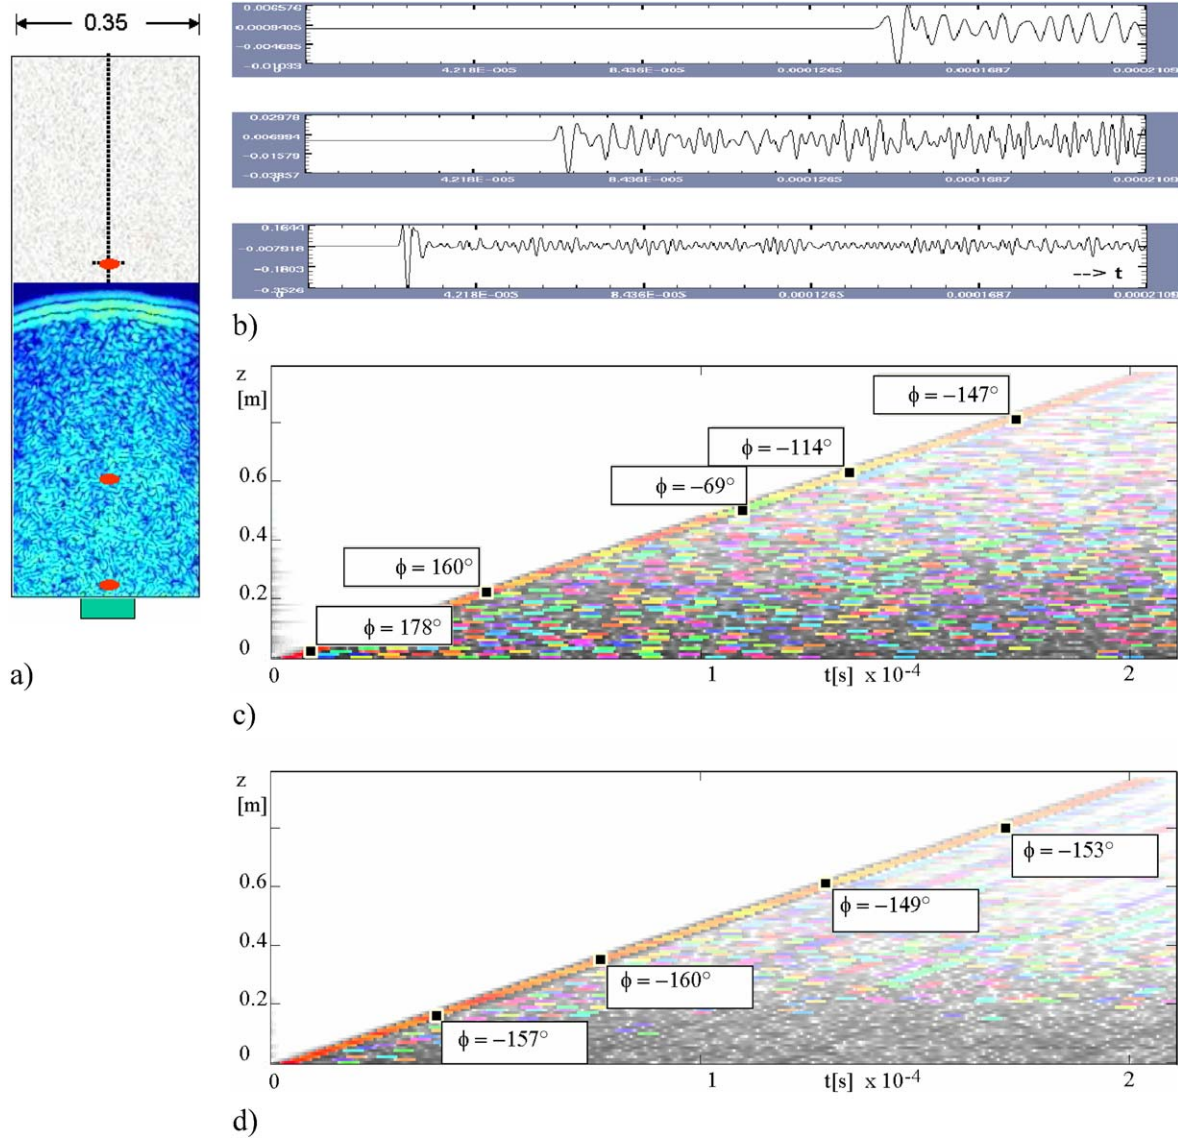 0.35
0.006576
-0.0009405
-0.004695
-0.01033
0 4.218E-005 8.436E-005 0.0001265 0.0001687 0.0002109
0.02978
0.006994
-0.01579
-0.03857
0 4.218E-005 8.436E-005 0.0001265 0.0001687 0.0002109
0.1644
-0.007918
-0.1803
-0.3526
--> t
0 4.218E-005 8.436E-005 0.0001265 0.0001687 0.0002109
b)
a)
z
[m]
ϕ = −147°
ϕ = −114°
0.6
ϕ = −69°
0.4
ϕ = 160°
0.2
ϕ = 178°
0
0 1 t[s] x 10⁻⁴ 2
c)
z
[m]
ϕ = −153°
0.6
ϕ = −149°
0.4
ϕ = −160°
0.2
ϕ = −157°
0
0 1 t[s] x 10⁻⁴ 2
d)